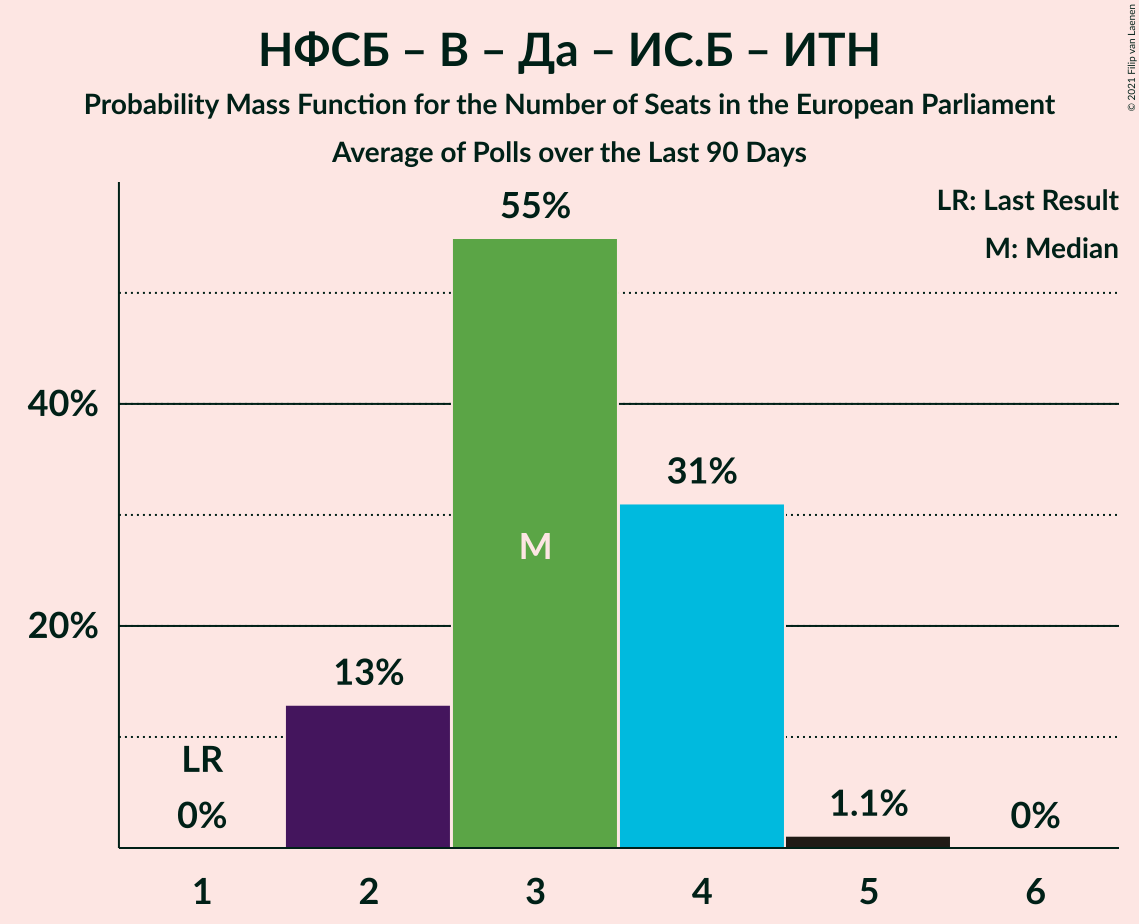 НФСБ – В – Да – ИС.Б – ИТН
Probability Mass Function for the Number of Seats in the European Parliament
Average of Polls over the Last 90 Days
© 2021 Filip van Laenen
LR: Last Result
M: Median
55%
40%
31%
M
20%
13%
LR
0%
1.1%
0%
1 2 3 4 5 6